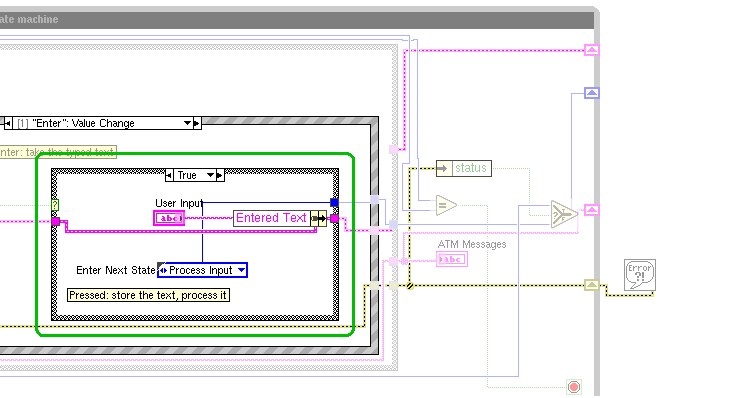 ate machine
[1] "Enter": Value Change
nter: take the typed text
True
status
?
User Input
abc
Entered Text
=
?
ATM Messages
abc
Enter Next State
Process Input
Error
?!
Pressed: store the text, process it